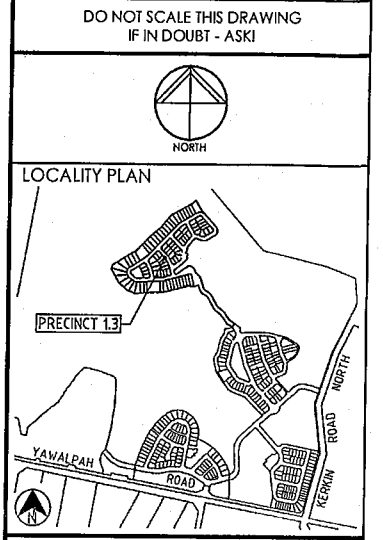 DO NOT SCALE THIS DRAWING
IF IN DOUBT - ASK!
NORTH
LOCALITY PLAN
PRECINCT 1.3
YAWALPAH ROAD
KERKIN ROAD NORTH
N